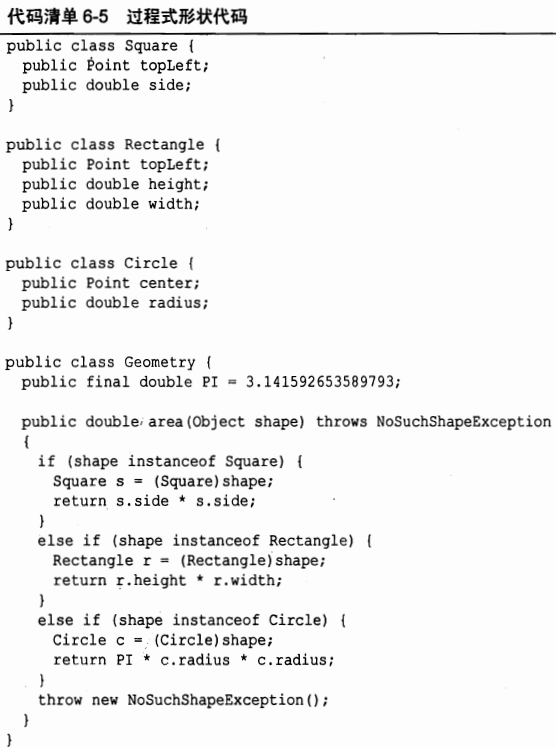 代码清单 6-5 过程式形状代码
public class Square {
  public Point topLeft;
  public double side;
}

public class Rectangle {
  public Point topLeft;
  public double height;
  public double width;
}

public class Circle {
  public Point center;
  public double radius;
}

public class Geometry {
  public final double PI = 3.141592653589793;

  public double area(Object shape) throws NoSuchShapeException
  {
    if (shape instanceof Square) {
      Square s = (Square)shape;
      return s.side * s.side;
    }
    else if (shape instanceof Rectangle) {
      Rectangle r = (Rectangle)shape;
      return r.height * r.width;
    }
    else if (shape instanceof Circle) {
      Circle c = (Circle)shape;
      return PI * c.radius * c.radius;
    }
    throw new NoSuchShapeException();
  }
}